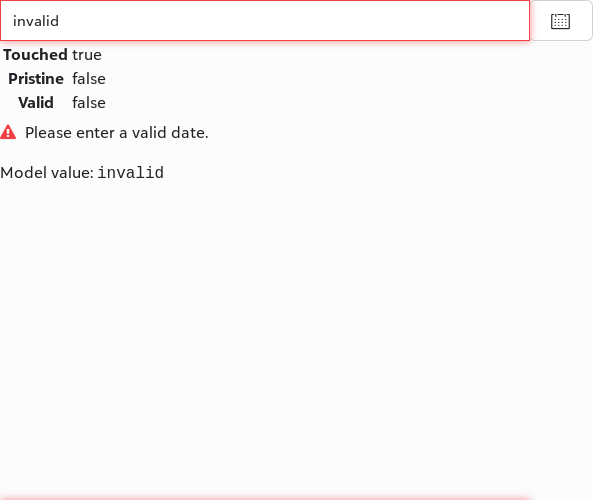 invalid
Touched true
Pristine false
Valid false
Please enter a valid date.
Model value: invalid